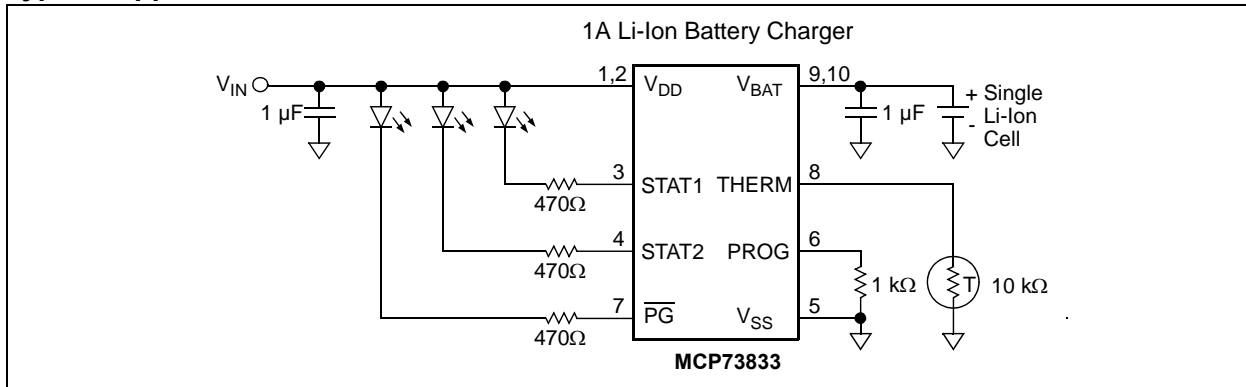 1A Li-Ion Battery Charger
V_IN
1,2
V_DD
V_BAT
9,10
1 µF
1 µF
+ Single
- Li-Ion
Cell
3
STAT1
THERM
8
470Ω
4
STAT2
PROG
6
470Ω
1 kΩ
T
10 kΩ
7
PG
V_SS
5
470Ω
MCP73833